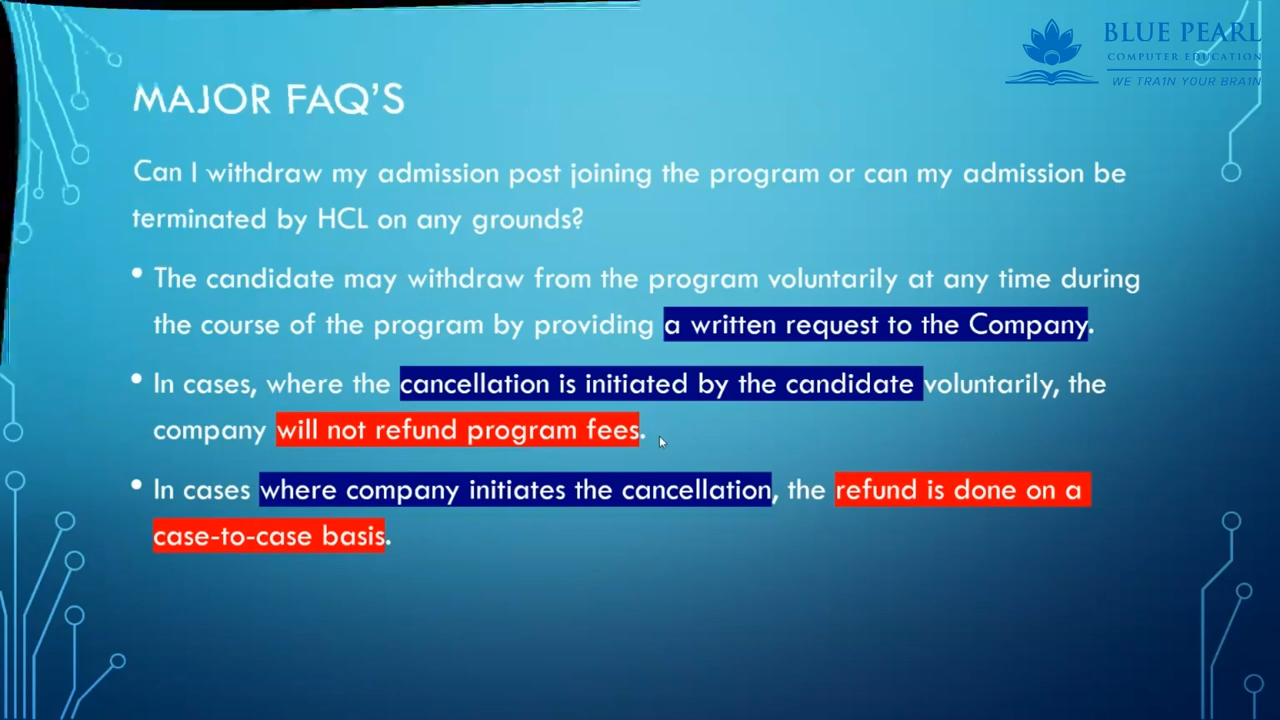 BLUE PEARL
COMPUTER EDUCATION
WE TRA1N YOUR BRA1N
MAJOR FAQ'S
Can I withdraw my admission post joining the program or can my admission be
terminated by HCL on any grounds?
• The candidate may withdraw from the program voluntarily at any time during
the course of the program by providing a written request to the Company.
• In cases, where the cancellation is initiated by the candidate voluntarily, the
company will not refund program fees.
• In cases where company initiates the cancellation, the refund is done on a
case-to-case basis.